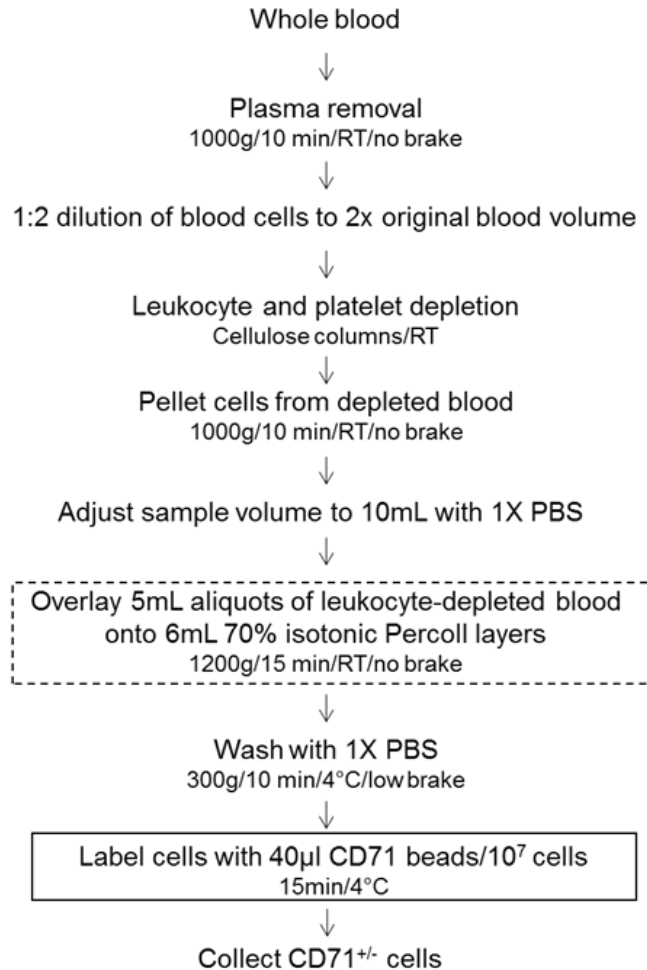 Whole blood
Plasma removal
1000g/10 min/RT/no brake
1:2 dilution of blood cells to 2x original blood volume
Leukocyte and platelet depletion
Cellulose columns/RT
Pellet cells from depleted blood
1000g/10 min/RT/no brake
Adjust sample volume to 10mL with 1X PBS
Overlay 5mL aliquots of leukocyte-depleted blood
onto 6mL 70% isotonic Percoll layers
1200g/15 min/RT/no brake
Wash with 1X PBS
300g/10 min/4°C/low brake
Label cells with 40µl CD71 beads/10⁷ cells
15min/4°C
Collect CD71⁺ᐟ⁻ cells